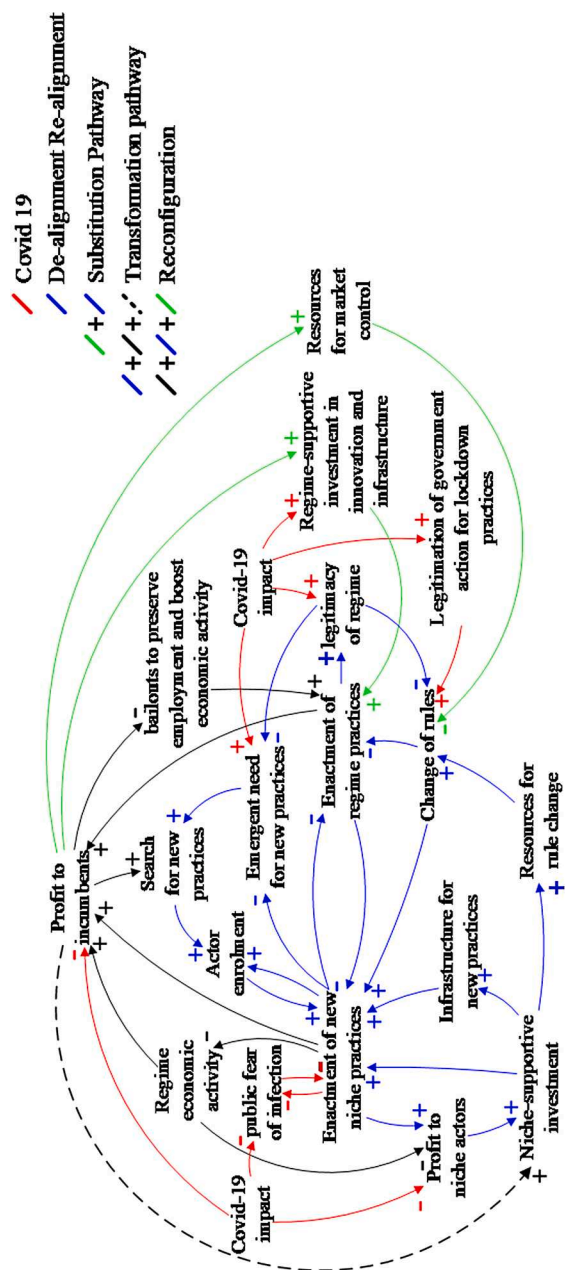 Covid 19
De-alignment Re-alignment
+ Substitution Pathway
+ + Transformation pathway
+ + Reconfiguration
Profit to
incumbents
- + + +
bailouts to preserve
employment and boost
economic activity
-
Search
for new
practices
+ +
+
Regime
economic
activity
-
Actor
enrolment
+ +
Covid-19
impact
public fear
of infection
- -
Emergent need
for new practices
+ - -
Covid-19
impact
Regime-supportive
investment in
innovation and
infrastructure
+ +
Resources
for market
control
+
Enactment of new
niche practices
- - + + + +
Enactment of
regime practices
+ - - +
legitimacy
of regime
+ +
Legitimation of government
action for lockdown
practices
+
Profit to
niche actors
- - +
Infrastructure for
new practices
+
Change of rules
- + - +
Niche-supportive
investment
+ +
Resources for
rule change
+